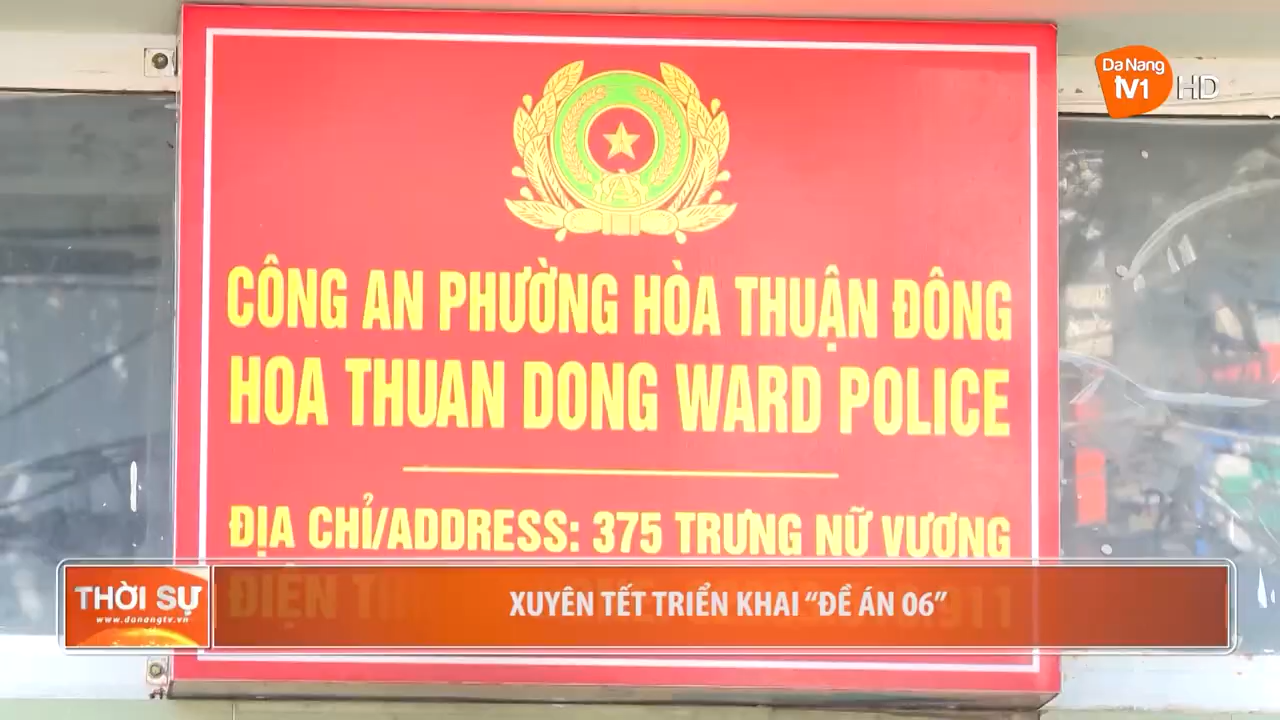 Da Nang
TV1 HD
CÔNG AN PHƯỜNG HÒA THUẬN ĐÔNG
HOA THUAN DONG WARD POLICE
ĐỊA CHỈ/ADDRESS: 375 TRƯNG NỮ VƯƠNG
ĐIỆN
THỜI SỰ
www.danangtv.vn
XUYÊN TẾT TRIỂN KHAI “ĐỀ ÁN 06”